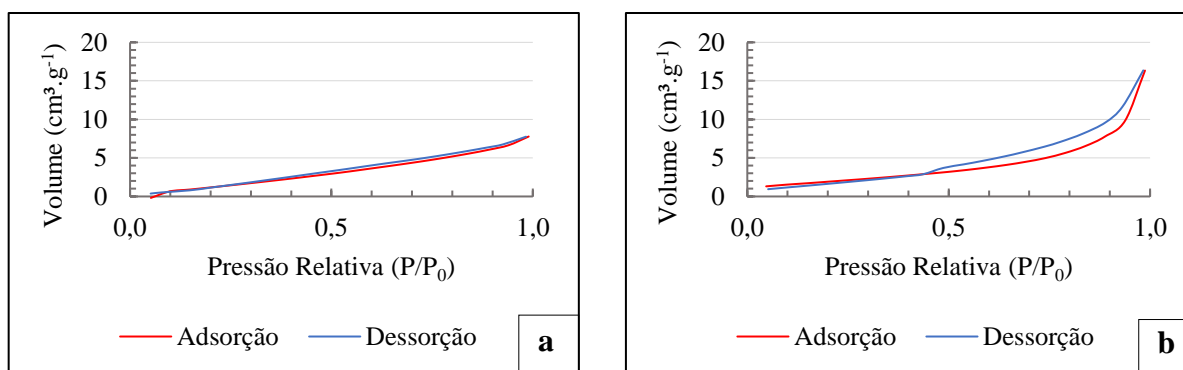 20
15
10
5
0
Volume (cm³.g⁻¹)
0,0
0,5
1,0
Pressão Relativa (P/P₀)
Adsorção
Dessorção
a
20
15
10
5
0
Volume (cm³.g⁻¹)
0,0
0,5
1,0
Pressão Relativa (P/P₀)
Adsorção
Dessorção
b